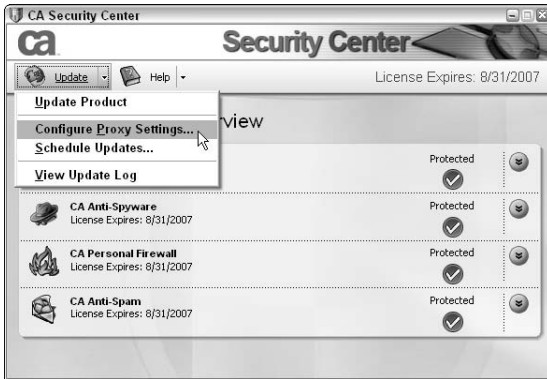 CA Security Center
ca
Security Center
Update
Help
License Expires: 8/31/2007
Update Product
Configure Proxy Settings...
Schedule Updates...
View Update Log
view
Protected
CA Anti-Spyware
License Expires: 8/31/2007
Protected
CA Personal Firewall
License Expires: 8/31/2007
Protected
CA Anti-Spam
License Expires: 8/31/2007
Protected